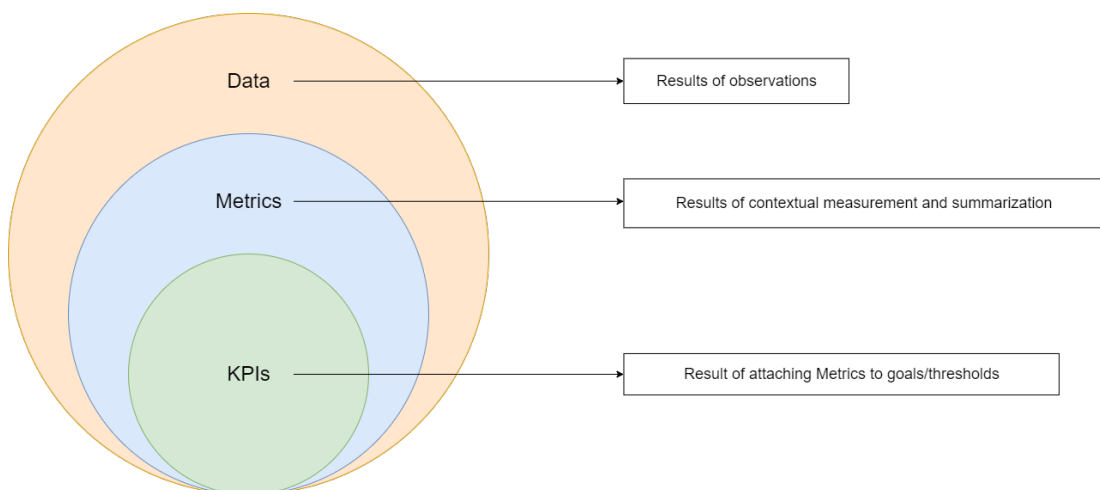 Data
Results of observations
Metrics
Results of contextual measurement and summarization
KPIs
Result of attaching Metrics to goals/thresholds